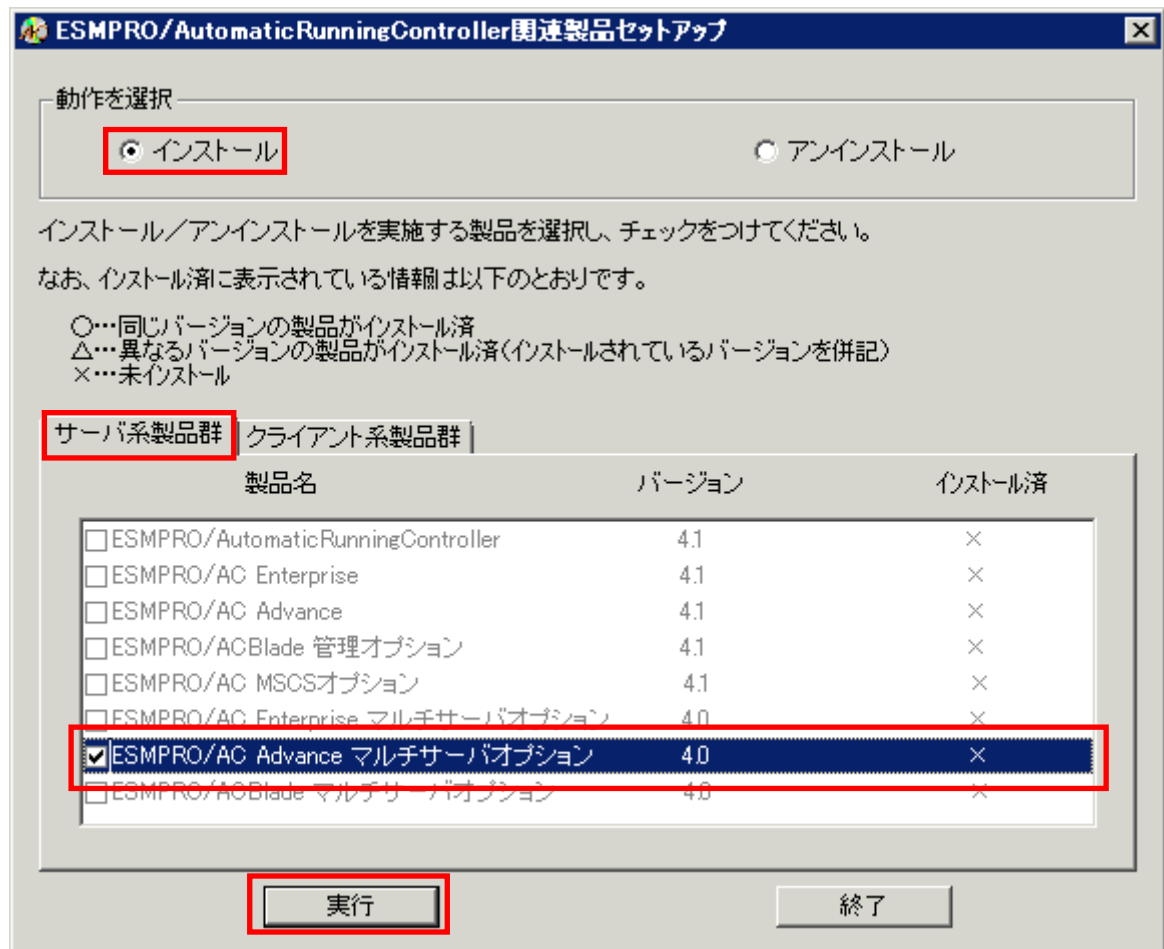 ESMPRO/AutomaticRunningController関連製品セットアップ
動作を選択
インストール
アンインストール
インストール／アンインストールを実施する製品を選択し、チェックをつけてください。
なお、インストール済に表示されている情報は以下のとおりです。
○…同じバージョンの製品がインストール済
△…異なるバージョンの製品がインストール済(インストールされているバージョンを併記)
×…未インストール
サーバ系製品群 クライアント系製品群
製品名 バージョン インストール済
ESMPRO/AutomaticRunningController 4.1 ×
ESMPRO/AC Enterprise 4.1 ×
ESMPRO/AC Advance 4.1 ×
ESMPRO/ACBlade 管理オプション 4.1 ×
ESMPRO/AC MSCSオプション 4.1 ×
ESMPRO/AC Enterprise マルチサーバオプション 4.0 ×
ESMPRO/AC Advance マルチサーバオプション 4.0 ×
ESMPRO/ACBlade マルチサーバオプション 4.0 ×
実行
終了